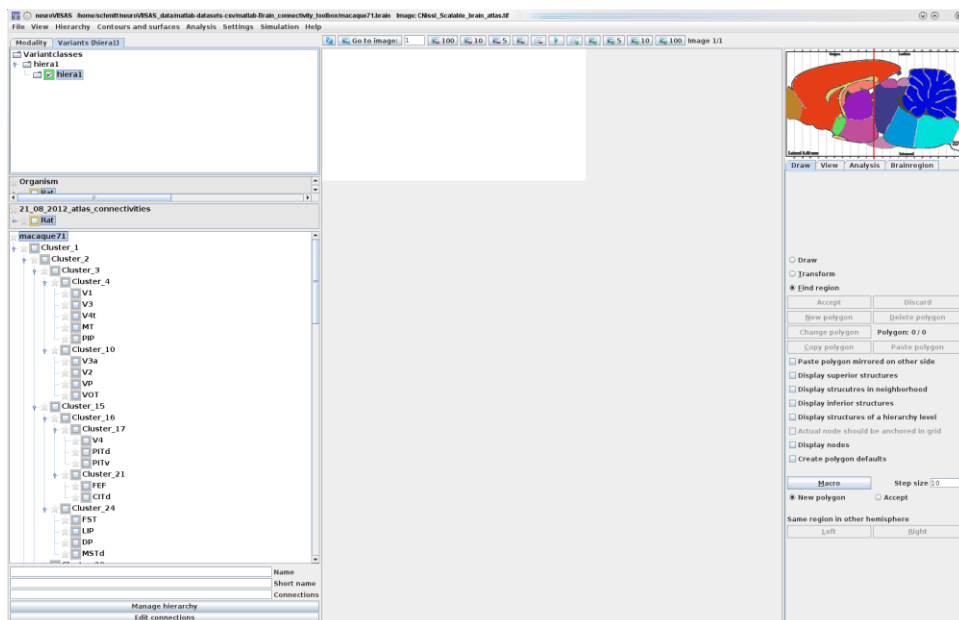 neuroVIISAS /home/schmitt/neuroVIISAS_data/matlab-datasets-csv/matlab-Brain_connectivity_toolbox/macaque71.brain Image: CNissl_Scalable_brain_atlas.tif
File View Hierarchy Contours and surfaces Analysis Settings Simulation Help
Modality Variants (hiera1)
Variantclasses
hiera1
hiera1
Organism
Rat
21_08_2012_atlas_connectivities
Rat
macaque71
Cluster_1
Cluster_2
Cluster_3
Cluster_4
V1
V3
V4t
MT
PIP
Cluster_10
V3a
V2
VP
VOT
Cluster_15
Cluster_16
Cluster_17
V4
PITd
PITv
Cluster_21
FEF
CITd
Cluster_24
FST
LIP
DP
MSTd
Name
Short name
Connections
Manage hierarchy
Edit connections
Go to image: 1 100 10 5 5 10 100 Image 1/1
Draw View Analysis Brainregion
Draw
Transform
Find region
Accept Discard
New polygon Delete polygon
Change polygon Polygon: 0 / 0
Copy polygon Paste polygon
Paste polygon mirrored on other side
Display superior structures
Display strucutres in neighborhood
Display inferior structures
Display structures of a hierarchy level
Actual node should be anchored in grid
Display nodes
Create polygon defaults
Macro Step size 10
New polygon Accept
Same region in other hemisphere
Left Right